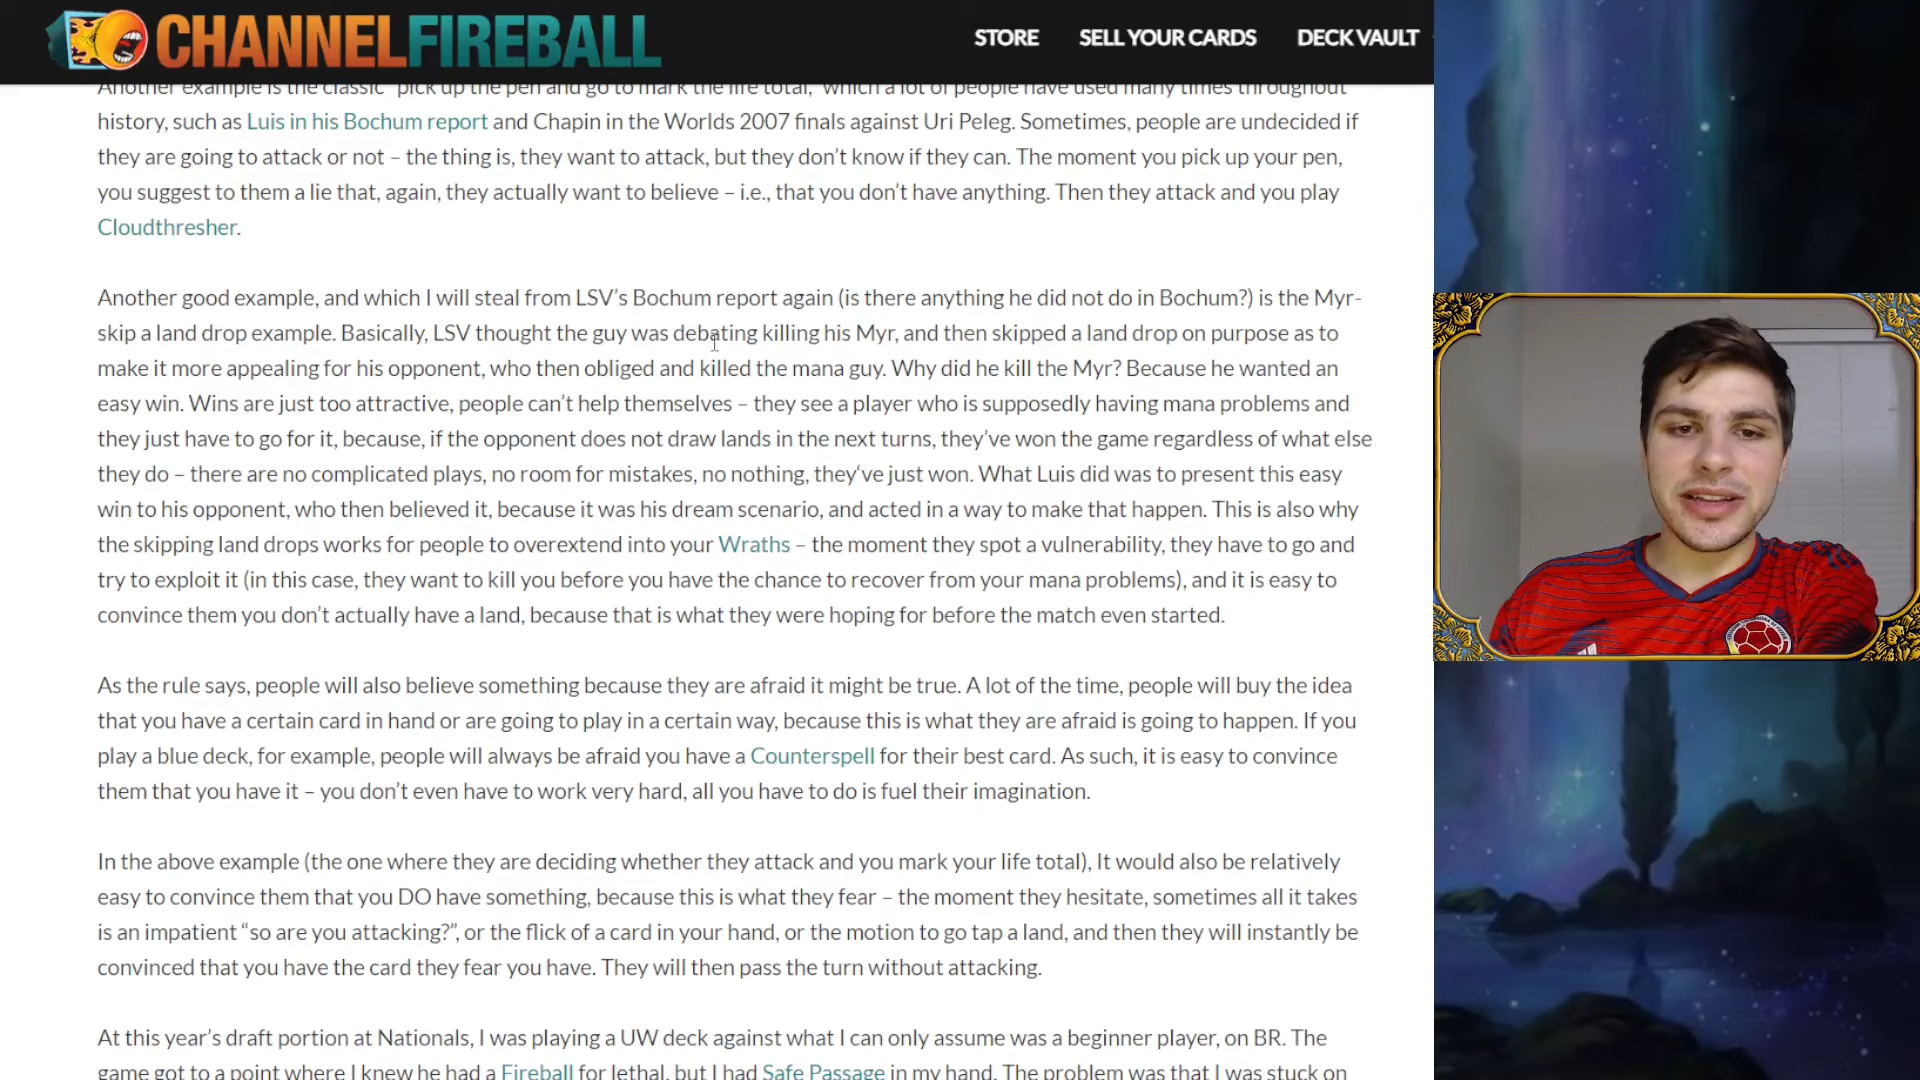 CHANNELFIREBALL
STORE
SELL YOUR CARDS
DECK VAULT
Another example is the classic “pick up the pen and go to mark the life total,” which a lot of people have used many times throughout
history, such as Luis in his Bochum report and Chapin in the Worlds 2007 finals against Uri Peleg. Sometimes, people are undecided if
they are going to attack or not – the thing is, they want to attack, but they don’t know if they can. The moment you pick up your pen,
you suggest to them a lie that, again, they actually want to believe – i.e., that you don’t have anything. Then they attack and you play
Cloudthresher.
Another good example, and which I will steal from LSV’s Bochum report again (is there anything he did not do in Bochum?) is the Myr-
skip a land drop example. Basically, LSV thought the guy was debating killing his Myr, and then skipped a land drop on purpose as to
make it more appealing for his opponent, who then obliged and killed the mana guy. Why did he kill the Myr? Because he wanted an
easy win. Wins are just too attractive, people can’t help themselves – they see a player who is supposedly having mana problems and
they just have to go for it, because, if the opponent does not draw lands in the next turns, they’ve won the game regardless of what else
they do – there are no complicated plays, no room for mistakes, no nothing, they‘ve just won. What Luis did was to present this easy
win to his opponent, who then believed it, because it was his dream scenario, and acted in a way to make that happen. This is also why
the skipping land drops works for people to overextend into your Wraths – the moment they spot a vulnerability, they have to go and
try to exploit it (in this case, they want to kill you before you have the chance to recover from your mana problems), and it is easy to
convince them you don’t actually have a land, because that is what they were hoping for before the match even started.
As the rule says, people will also believe something because they are afraid it might be true. A lot of the time, people will buy the idea
that you have a certain card in hand or are going to play in a certain way, because this is what they are afraid is going to happen. If you
play a blue deck, for example, people will always be afraid you have a Counterspell for their best card. As such, it is easy to convince
them that you have it – you don’t even have to work very hard, all you have to do is fuel their imagination.
In the above example (the one where they are deciding whether they attack and you mark your life total), It would also be relatively
easy to convince them that you DO have something, because this is what they fear – the moment they hesitate, sometimes all it takes
is an impatient “so are you attacking?”, or the flick of a card in your hand, or the motion to go tap a land, and then they will instantly be
convinced that you have the card they fear you have. They will then pass the turn without attacking.
At this year’s draft portion at Nationals, I was playing a UW deck against what I can only assume was a beginner player, on BR. The
game got to a point where I knew he had a Fireball for lethal, but I had Safe Passage in my hand. The problem was that I was stuck on